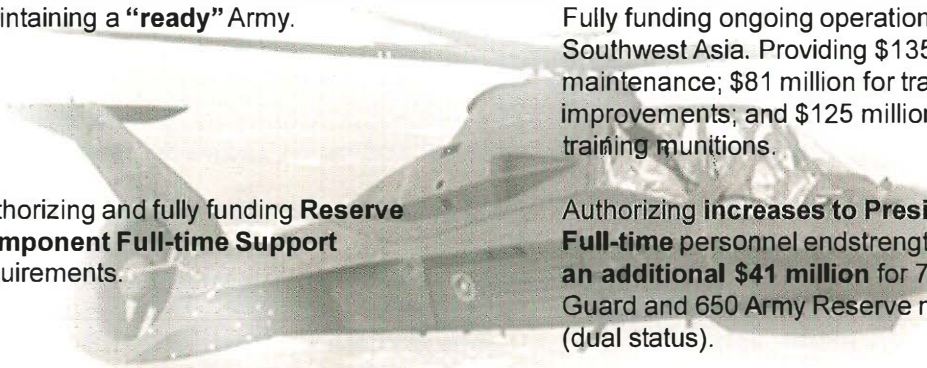 ntaining a “ready” Army.
thorizing and fully funding Reserve
mponent Full-time Support
quirements.
Fully funding ongoing operation
Southwest Asia. Providing $135
maintenance; $81 million for tra
improvements; and $125 million
training munitions.
Authorizing increases to Presi
Full-time personnel endstrengt
an additional $41 million for 7
Guard and 650 Army Reserve
(dual status).